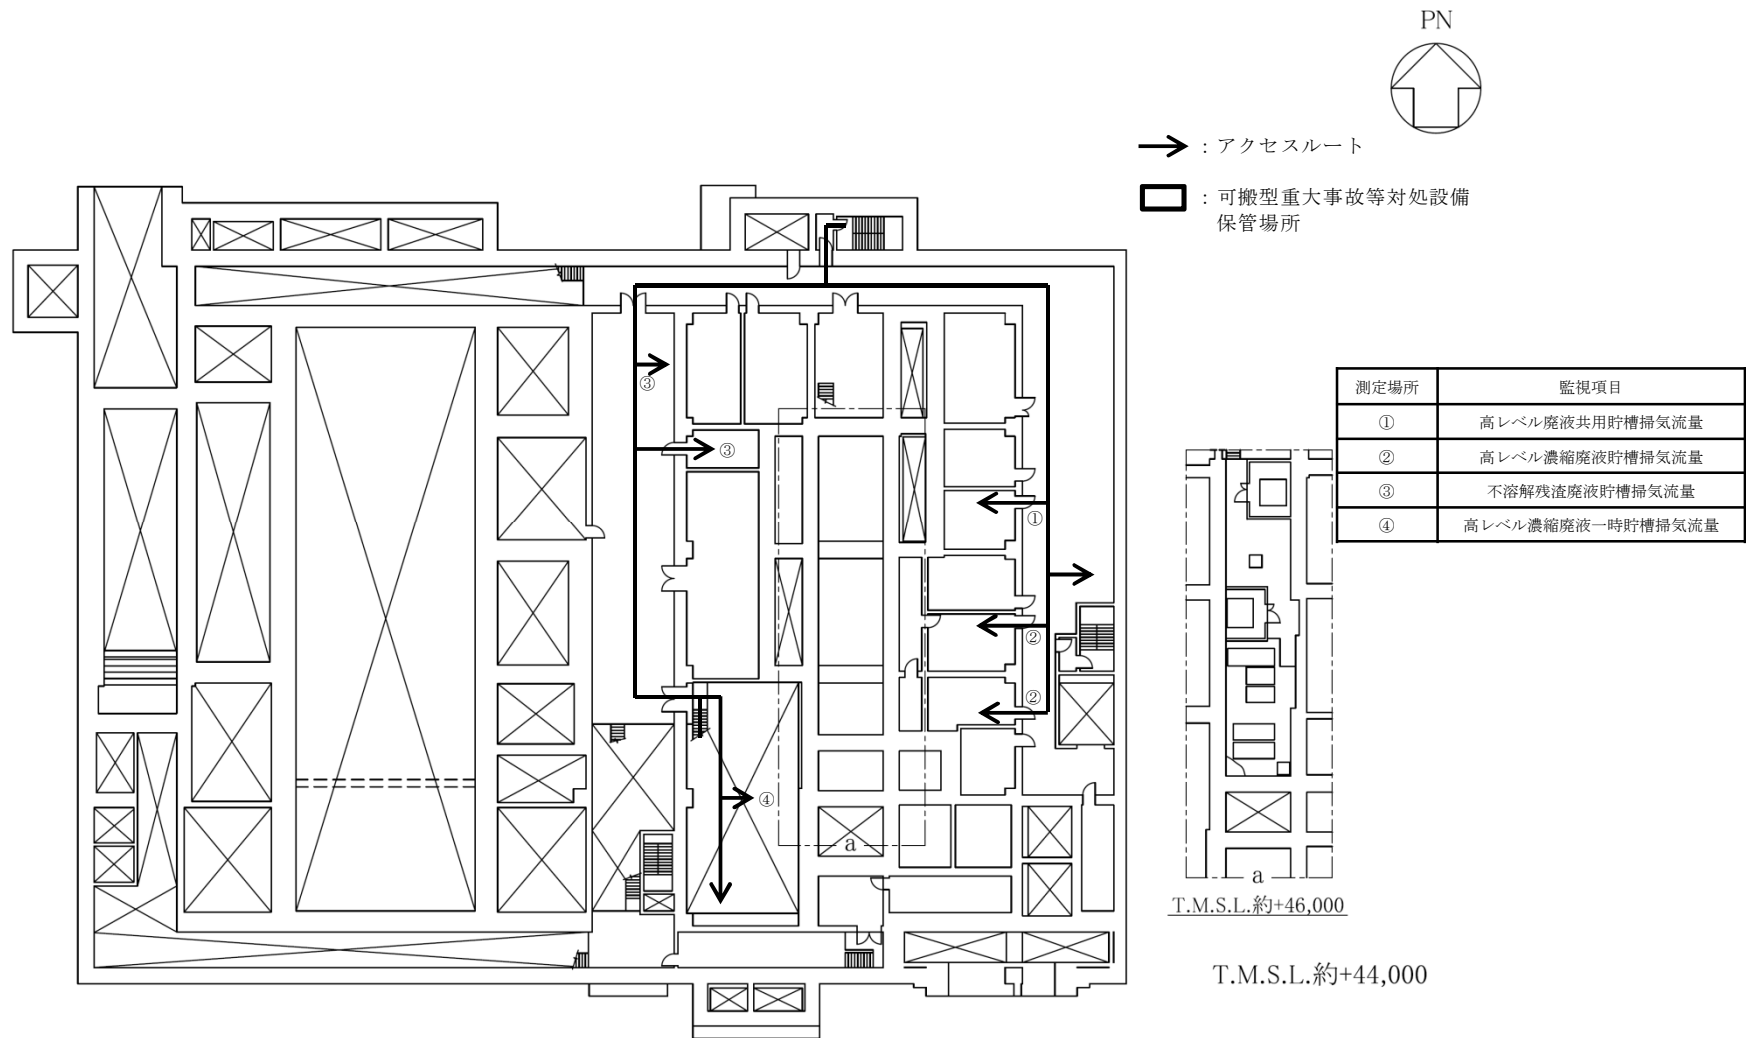 PN
：アクセスルート
：可搬型重大事故等対処設備
保管場所
測定場所 監視項目
① 高レベル廃液共用貯槽掃気流量
② 高レベル濃縮廃液貯槽掃気流量
③ 不溶解残渣廃液貯槽掃気流量
④ 高レベル濃縮廃液一時貯槽掃気流量
③
③
①
②
②
④
a
a
T.M.S.L.約+46,000
T.M.S.L.約+44,000